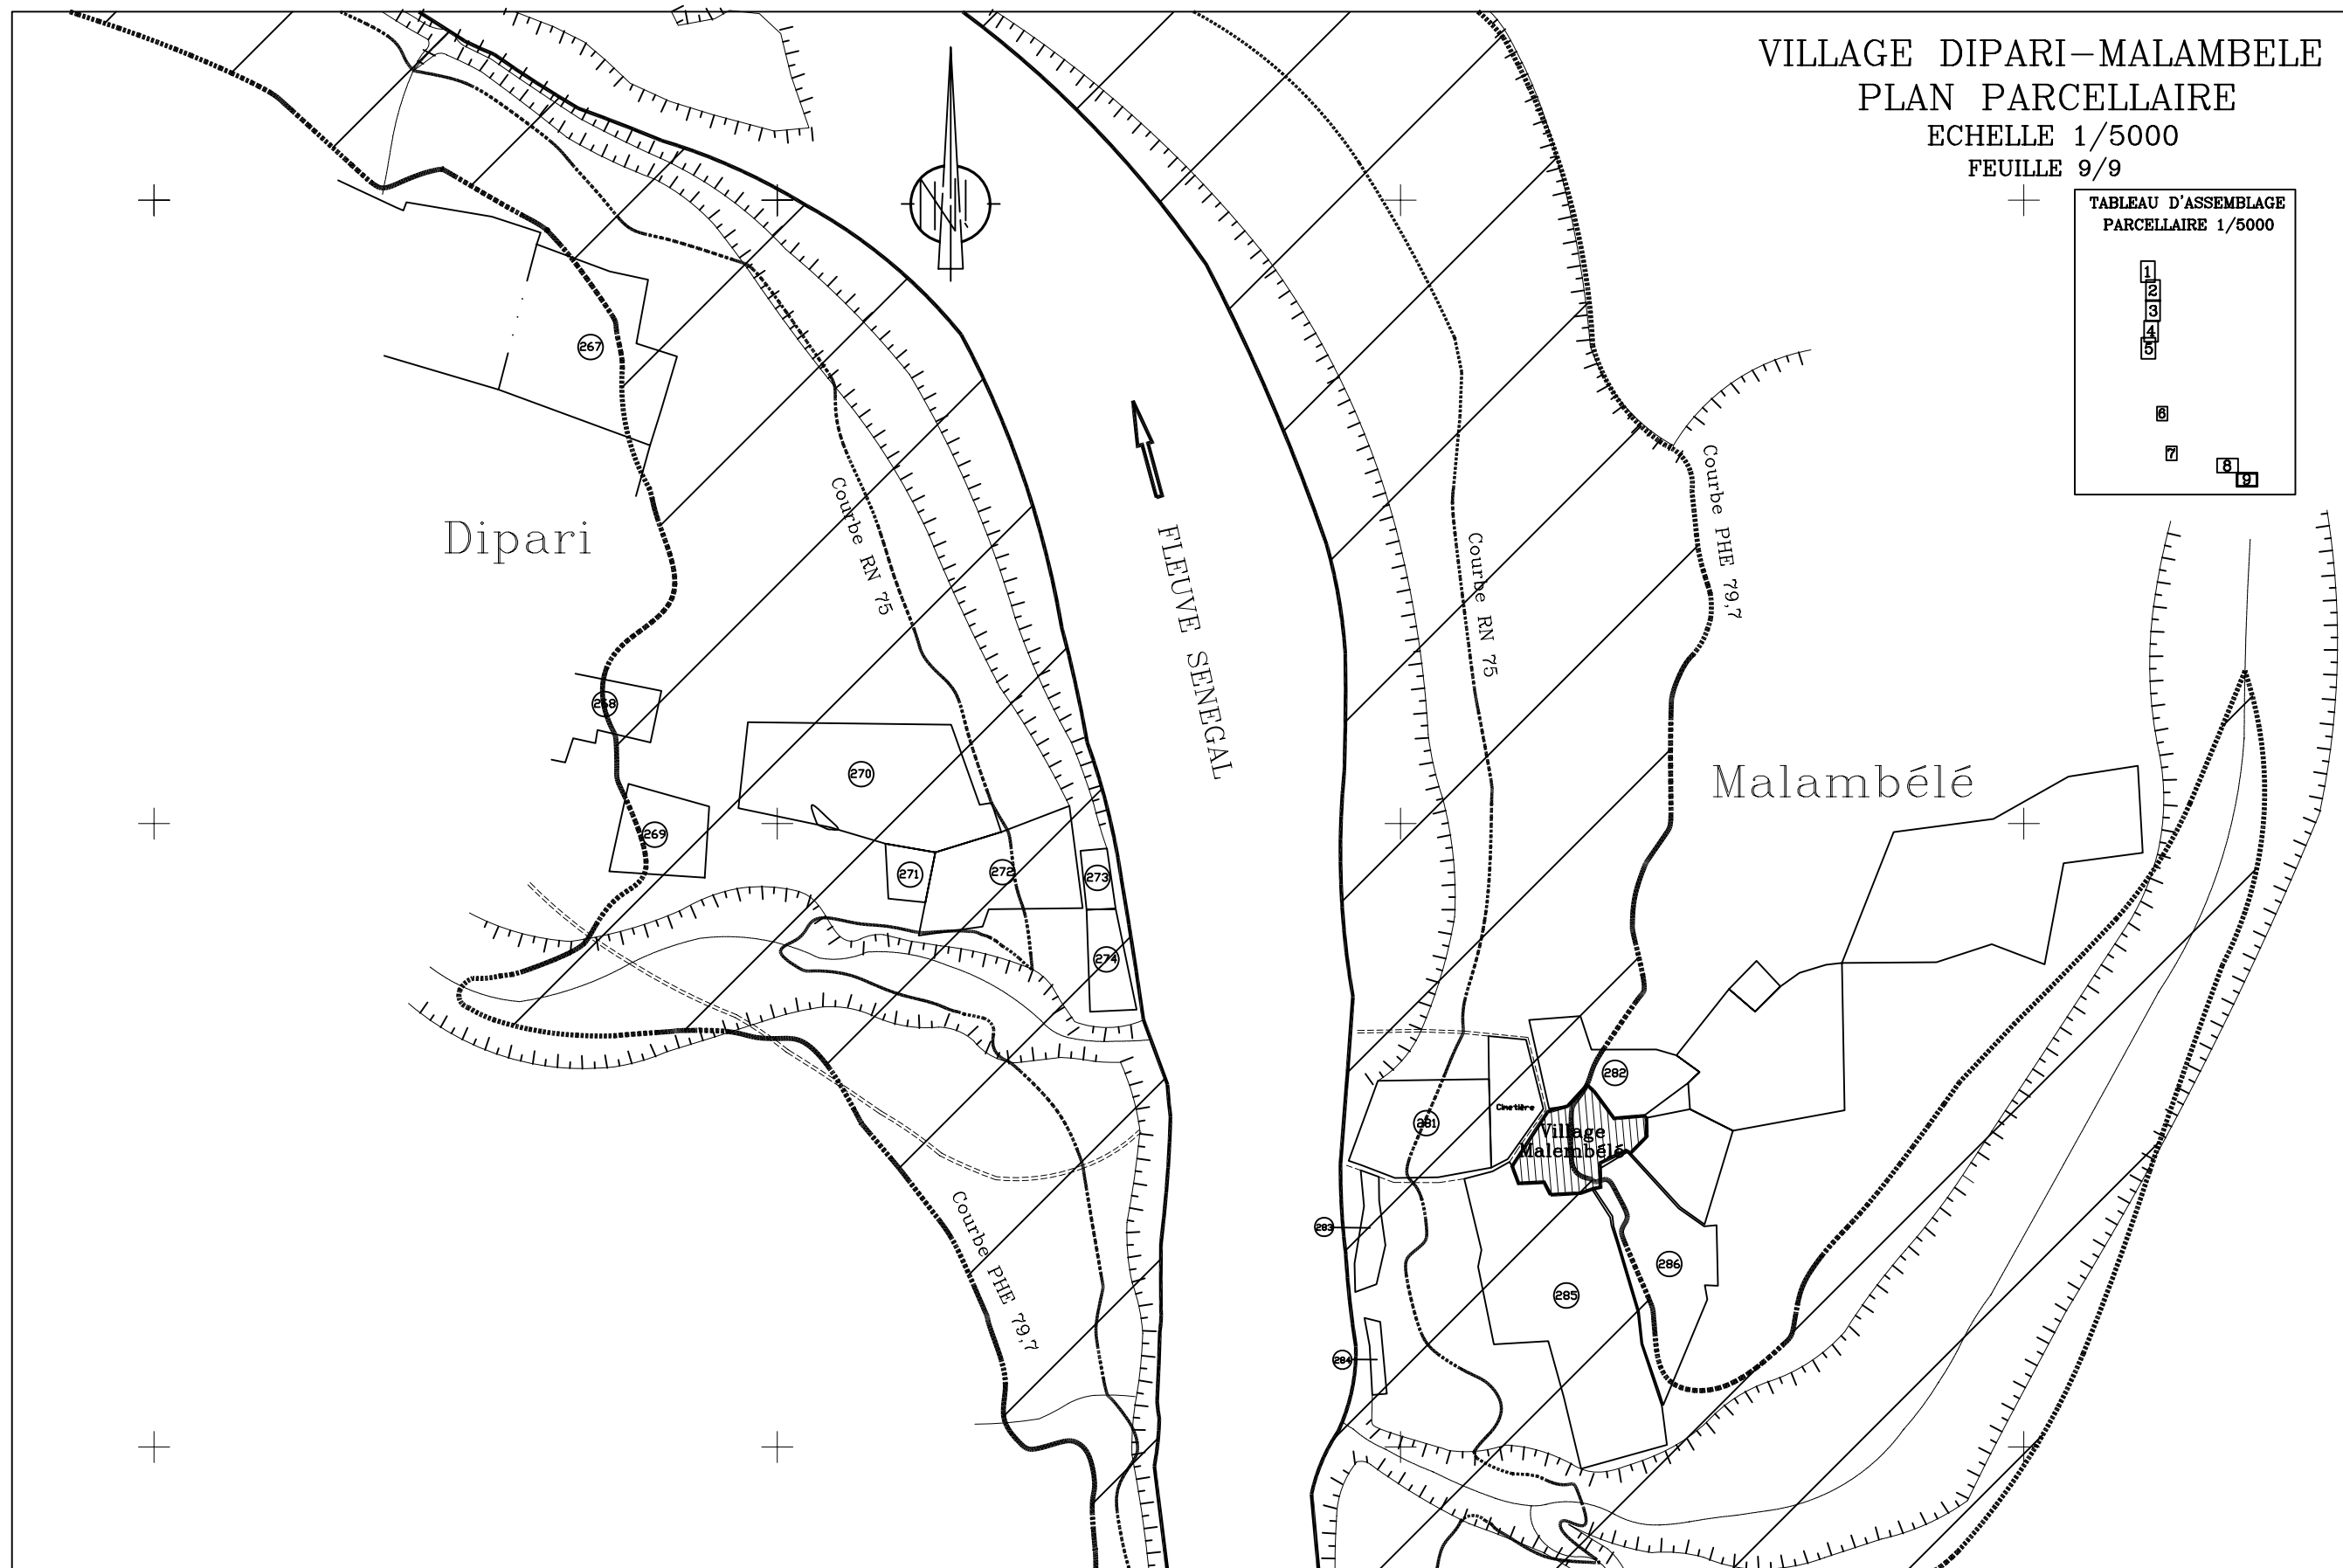 VILLAGE DIPARI-MALAMBELE
PLAN PARCELLAIRE
ECHELLE 1/5000
FEUILLE 9/9
TABLEAU D'ASSEMBLAGE
PARCELLAIRE 1/5000
1
2
3
4
5
6
7
8
9
N
267
Dipari
Courbe RN 75
FLEUVE SENEGAL
Courbe RN 75
Courbe PHE 79,7
268
270
269
271
272
273
274
Malambélé
282
281
Cimetière
Village
Malembélé
283
286
285
284
Courbe PHE 79,7